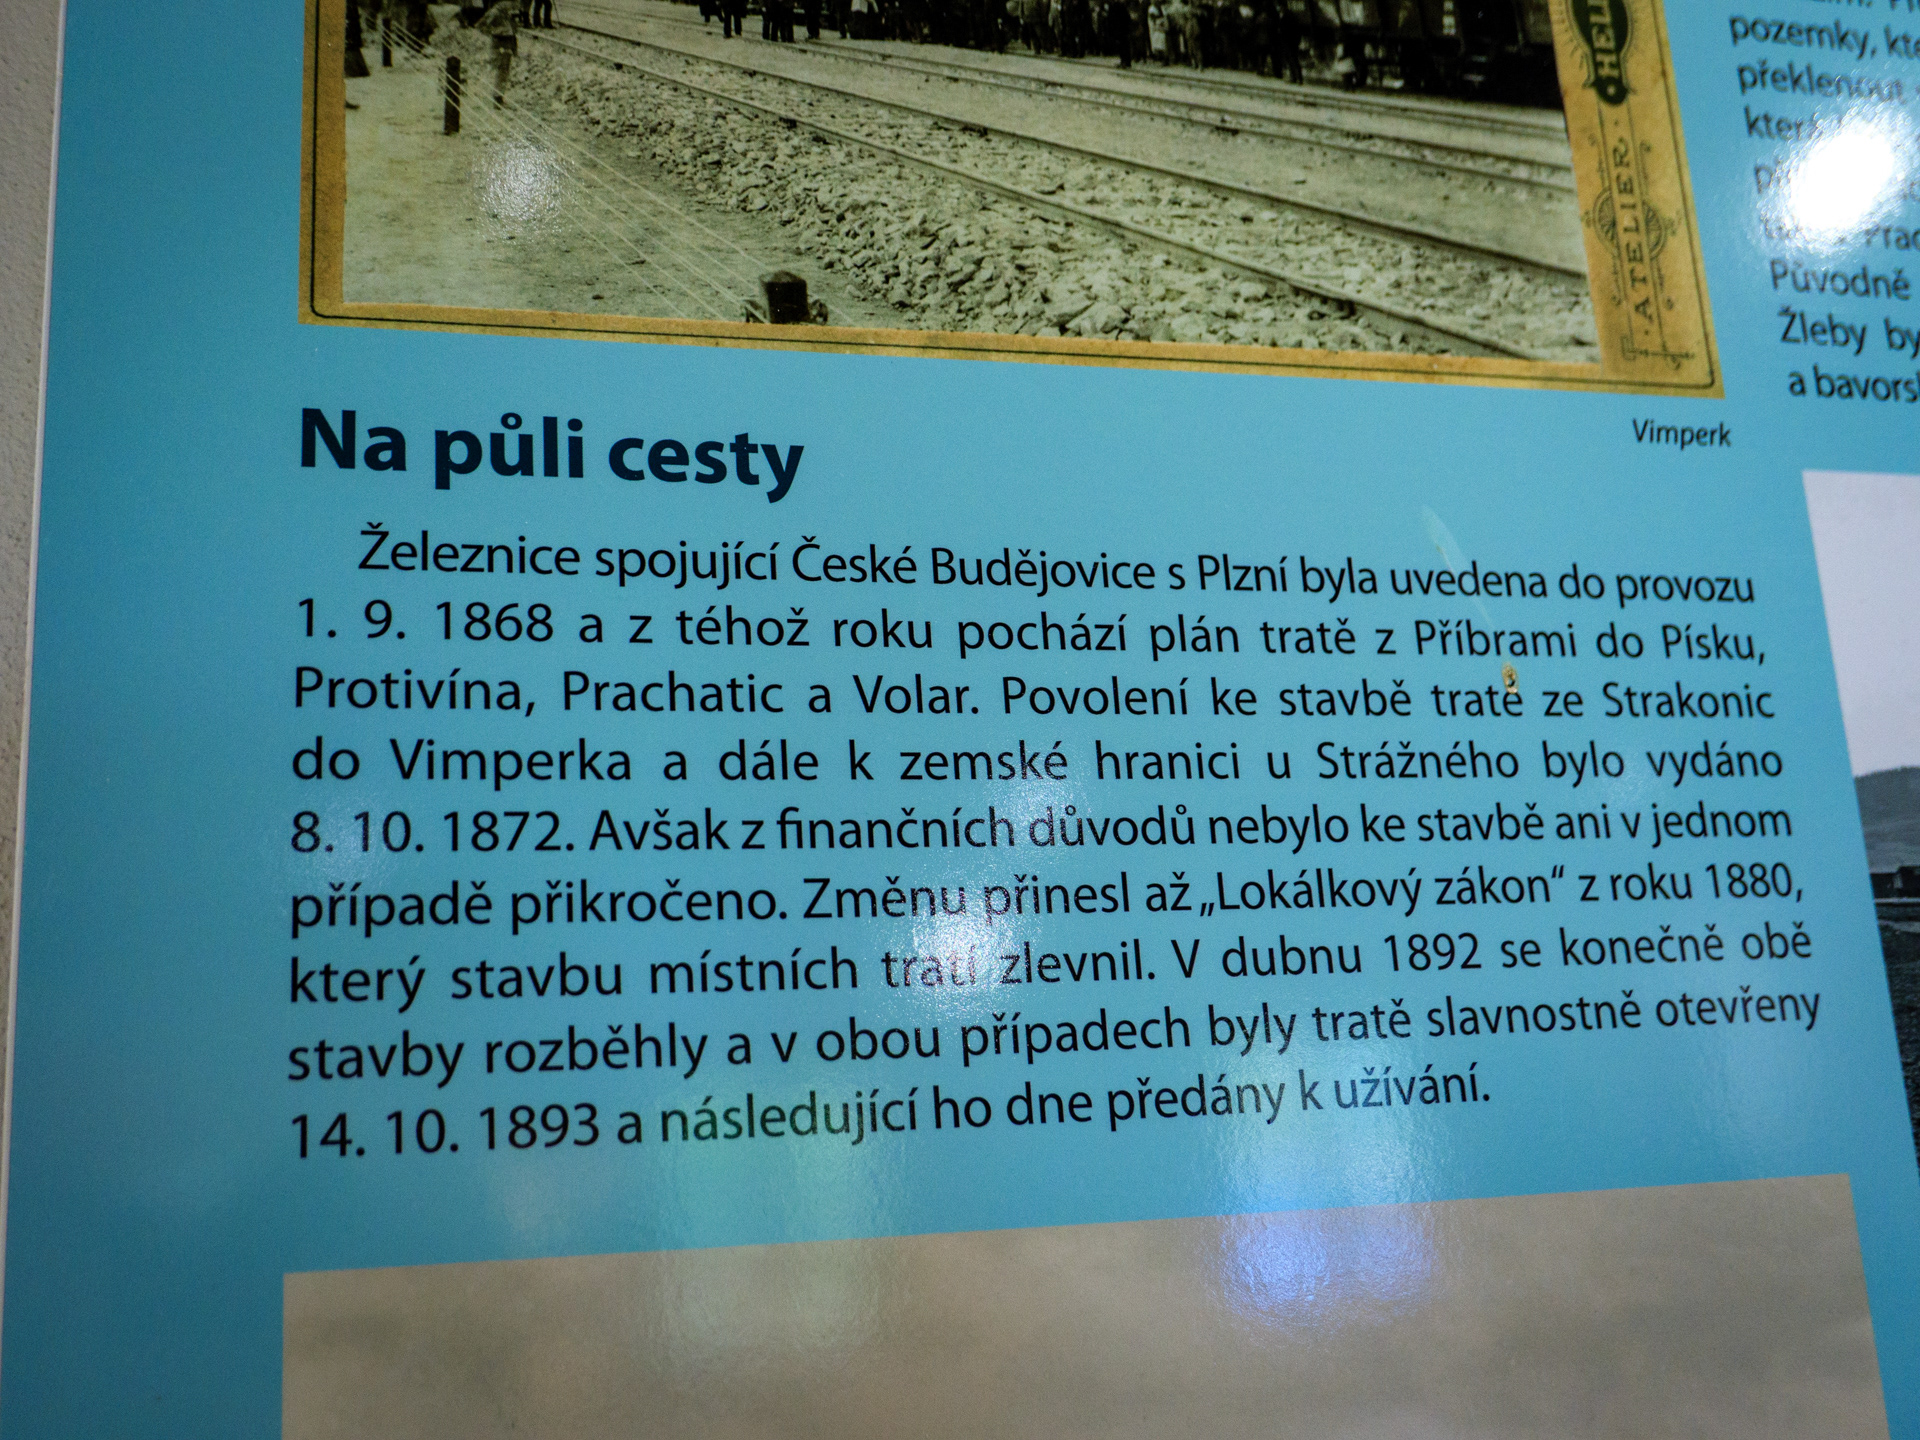 ATELIER
Vimperk
Na půli cesty
Železnice spojující České Budějovice s Plzní byla uvedena do provozu
1. 9. 1868 a z téhož roku pochází plán tratě z Příbrami do Písku,
Protivína, Prachatic a Volar. Povolení ke stavbě tratě ze Strakonic
do Vimperka a dále k zemské hranici u Strážného bylo vydáno
8. 10. 1872. Avšak z finančních důvodů nebylo ke stavbě ani v jednom
případě přikročeno. Změnu přinesl až „Lokálkový zákon“ z roku 1880,
který stavbu místních tratí zlevnil. V dubnu 1892 se konečně obě
stavby rozběhly a v obou případech byly tratě slavnostně otevřeny
14. 10. 1893 a následující ho dne předány k užívání.
pozemky,
překlenout
Původně
Žleby
a